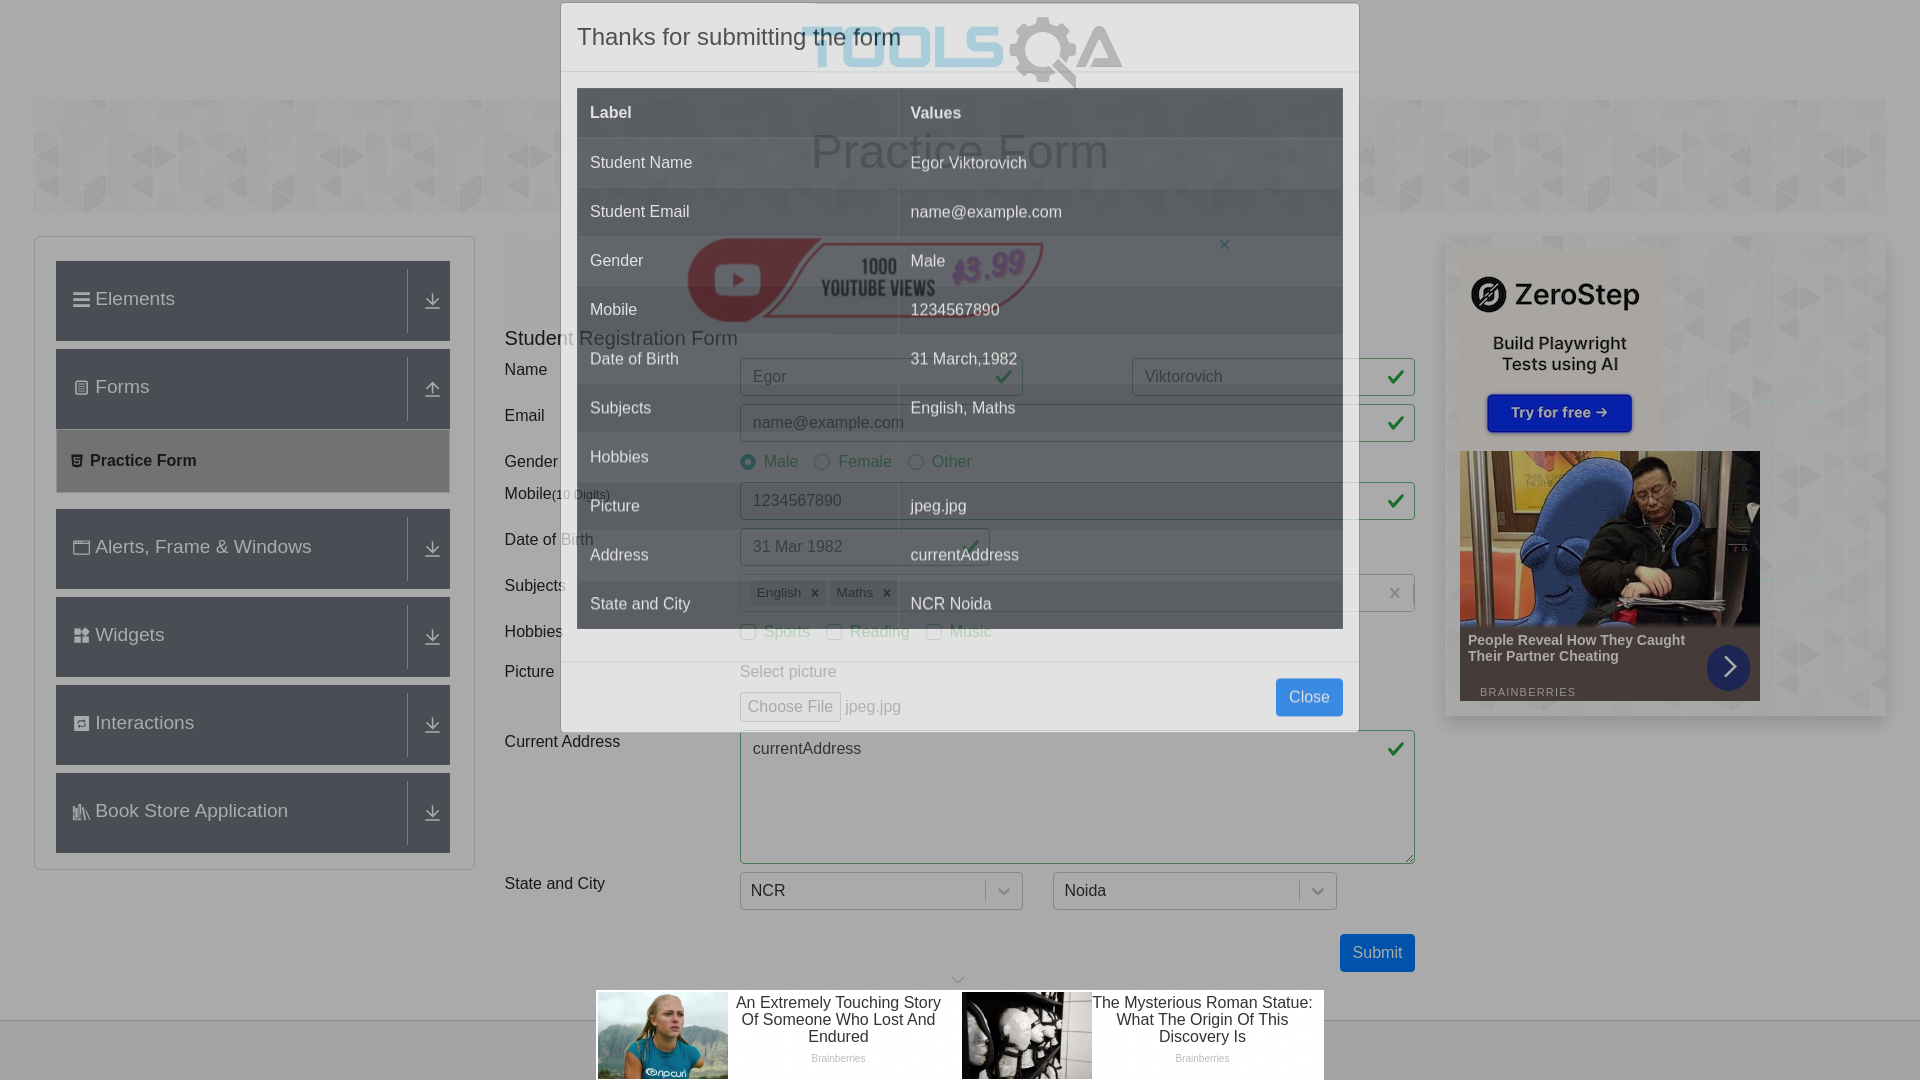 TOOLSQA
Thanks for submitting the form
Practice Form
Label Values
Student Name Egor Viktorovich
Student Email name@example.com
Gender Male
Mobile 1234567890
Date of Birth 31 March,1982
Subjects English, Maths
Hobbies
Picture jpeg.jpg
Address currentAddress
State and City NCR Noida
Close
Elements
Forms
Practice Form
Alerts, Frame & Windows
Widgets
Interactions
Book Store Application
1000
YOUTUBE VIEWS
$3.99
Student Registration Form
Name Egor Viktorovich
Email name@example.com
Gender Male Female Other
Mobile(10 Digits) 1234567890
Date of Birth 31 Mar 1982
Subjects English Maths
Hobbies Sports Reading Music
Picture Select picture
Choose File jpeg.jpg
Current Address currentAddress
State and City NCR Noida
Submit
ZeroStep
Build Playwright
Tests using AI
Try for free →
People Reveal How They Caught
Their Partner Cheating
BRAINBERRIES
An Extremely Touching Story
Of Someone Who Lost And
Endured
Brainberries
The Mysterious Roman Statue:
What The Origin Of This
Discovery Is
Brainberries
rip curl